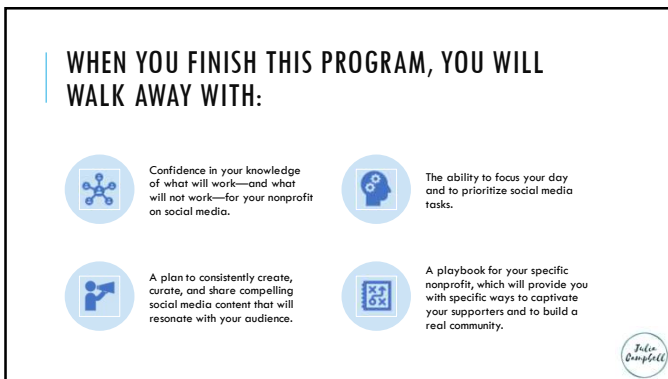 WHEN YOU FINISH THIS PROGRAM, YOU WILL
WALK AWAY WITH:
Confidence in your knowledge
of what will work—and what
will not work—for your nonprofit
on social media.
The ability to focus your day
and to prioritize social media
tasks.
A plan to consistently create,
curate, and share compelling
social media content that will
resonate with your audience.
A playbook for your specific
nonprofit, which will provide you
with specific ways to captivate
your supporters and to build a
real community.
Julia
Campbell